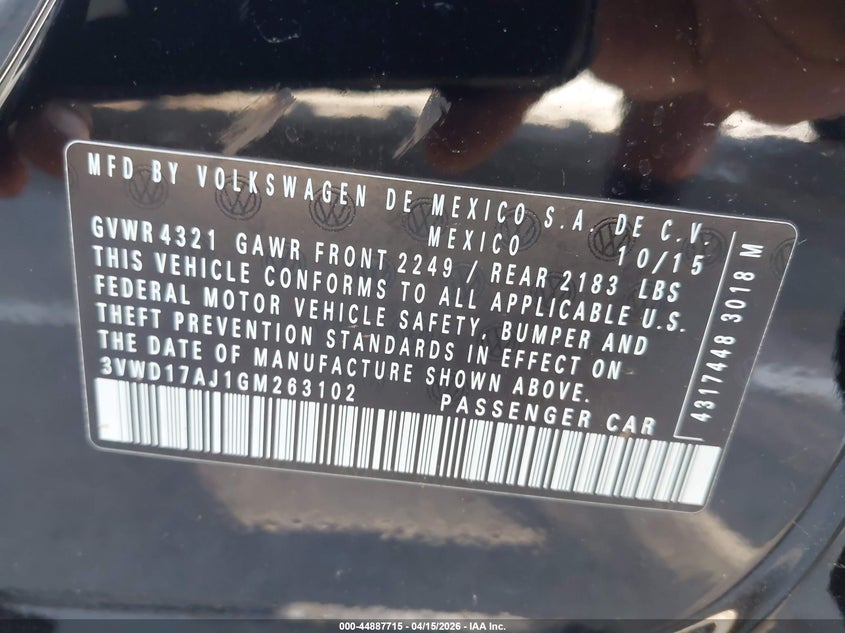 MFD BY VOLKSWAGEN DE MEXICO S.A. DE C.V.
MEXICO 10/15
GVWR4321 GAWR FRONT 2249 / REAR 2183 LBS
THIS VEHICLE CONFORMS TO ALL APPLICABLE U.S.
FEDERAL MOTOR VEHICLE SAFETY, BUMPER AND
THEFT PREVENTION STANDARDS IN EFFECT ON
THE DATE OF MANUFACTURE SHOWN ABOVE.
3VWD17AJ1GM263102 PASSENGER CAR
4317448 3018 M
000-44887715 - 04/15/2026 - IAA Inc.